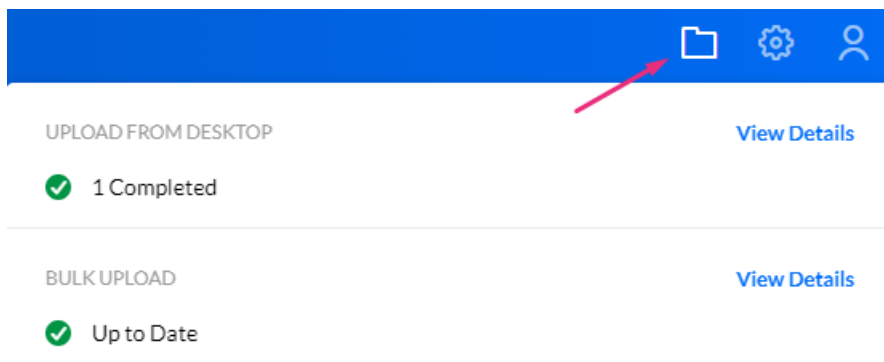 UPLOAD FROM DESKTOP View Details
1 Completed
BULK UPLOAD View Details
Up to Date